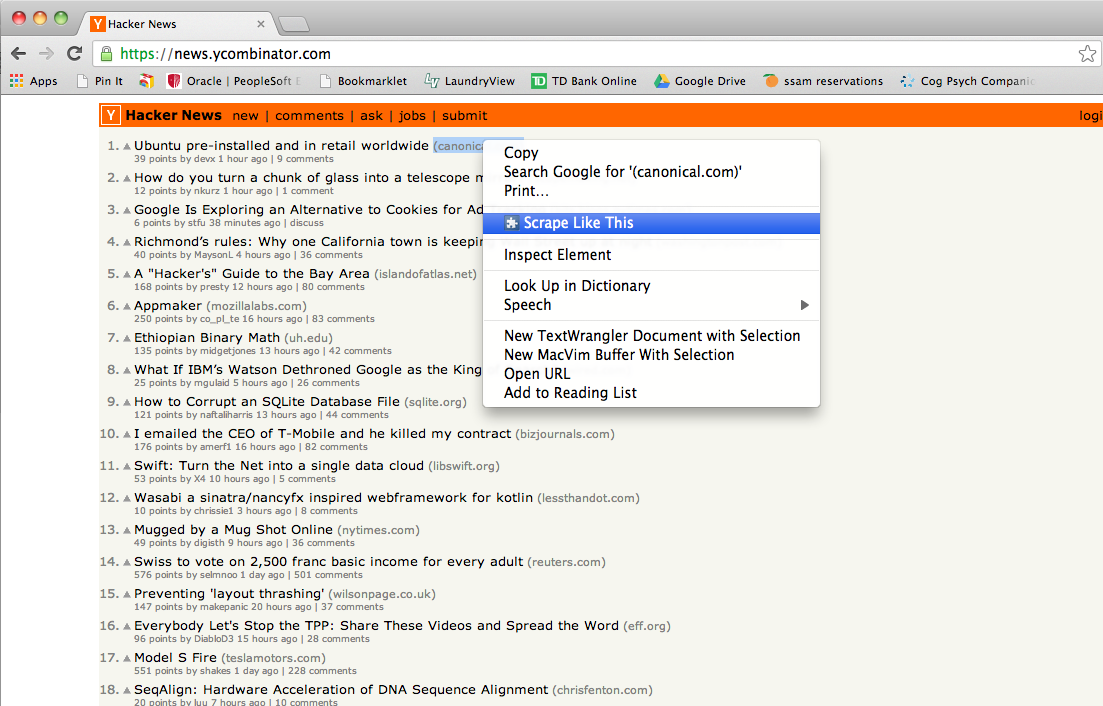 Hacker News
https://news.ycombinator.com
Apps Pin It Oracle | PeopleSoft E Bookmarklet LaundryView TD Bank Online Google Drive ssam reservations Cog Psych Compani
Y Hacker News new | comments | ask | jobs | submit logi
1. Ubuntu pre-installed and in retail worldwide (canonic
39 points by devx 1 hour ago | 9 comments
2. How do you turn a chunk of glass into a telescope m
12 points by nkurz 1 hour ago | 1 comment
3. Google Is Exploring an Alternative to Cookies for Ad
6 points by stfu 38 minutes ago | discuss
4. Richmond’s rules: Why one California town is keeping
40 points by MaysonL 4 hours ago | 36 comments
5. A "Hacker's" Guide to the Bay Area (islandofatlas.net)
168 points by presty 12 hours ago | 80 comments
6. Appmaker (mozillalabs.com)
250 points by co_pl_te 16 hours ago | 83 comments
7. Ethiopian Binary Math (uh.edu)
135 points by midgetjones 13 hours ago | 42 comments
8. What If IBM’s Watson Dethroned Google as the King
25 points by mgulaid 5 hours ago | 26 comments
9. How to Corrupt an SQLite Database File (sqlite.org)
121 points by naftaliharris 13 hours ago | 44 comments
10. I emailed the CEO of T-Mobile and he killed my contract (bizjournals.com)
176 points by amerf1 16 hours ago | 82 comments
11. Swift: Turn the Net into a single data cloud (libswift.org)
53 points by X4 10 hours ago | 5 comments
12. Wasabi a sinatra/nancyfx inspired webframework for kotlin (lessthandot.com)
10 points by chrissie1 3 hours ago | 8 comments
13. Mugged by a Mug Shot Online (nytimes.com)
49 points by digisth 9 hours ago | 36 comments
14. Swiss to vote on 2,500 franc basic income for every adult (reuters.com)
576 points by selmnoo 1 day ago | 501 comments
15. Preventing 'layout thrashing' (wilsonpage.co.uk)
147 points by makepanic 20 hours ago | 37 comments
16. Everybody Let's Stop the TPP: Share These Videos and Spread the Word (eff.org)
96 points by DiabloD3 15 hours ago | 28 comments
17. Model S Fire (teslamotors.com)
551 points by shakes 1 day ago | 228 comments
18. SeqAlign: Hardware Acceleration of DNA Sequence Alignment (chrisfenton.com)
20 points by luu 7 hours ago | 10 comments
Copy
Search Google for '(canonical.com)'
Print...
Scrape Like This
Inspect Element
Look Up in Dictionary
Speech
New TextWrangler Document with Selection
New MacVim Buffer With Selection
Open URL
Add to Reading List